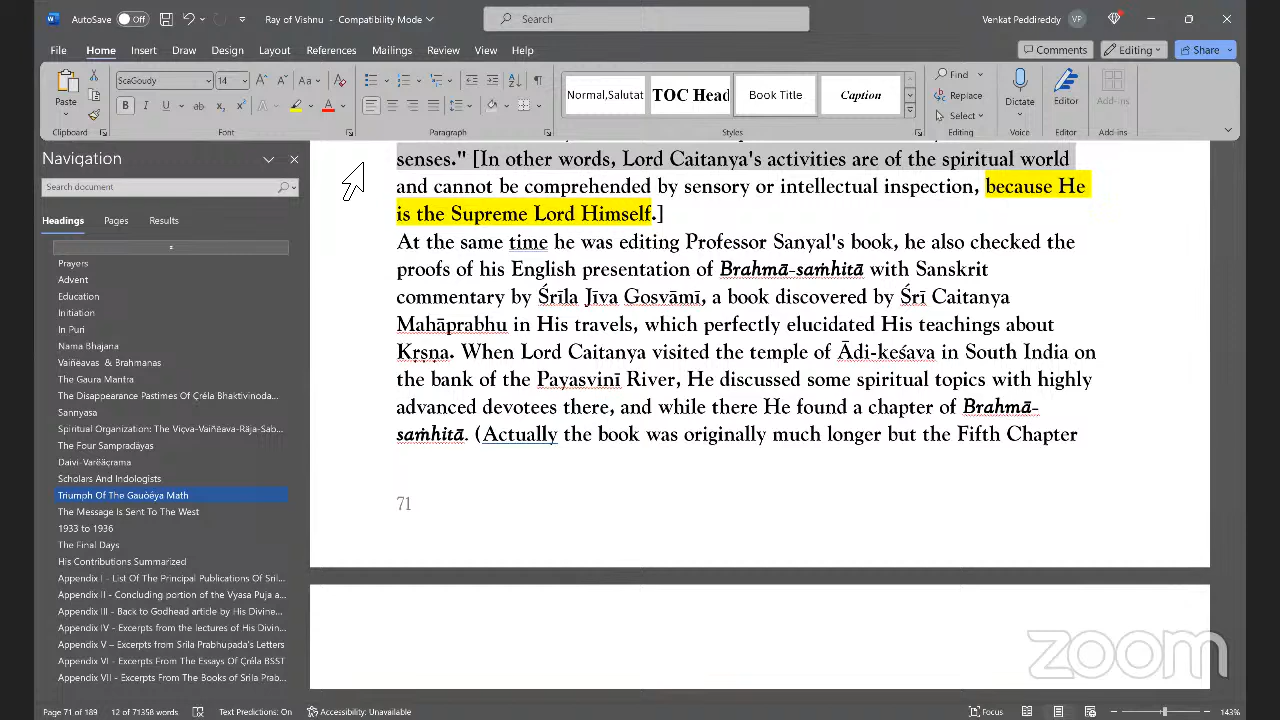 AutoSave Off Ray of Vishnu - Compatibility Mode Search Venkat Peddireddy VP
File Home Insert Draw Design Layout References Mailings Review View Help Comments Editing Share
Paste ScaGoudy 14 Aa Normal,Salutat TOC Head Book Title Caption Find Replace Select Dictate Editor Add-ins
B I U ab x₂ x² A A
Clipboard Font Paragraph Styles Editing Voice Editor Add-ins
Navigation
Search document
Headings Pages Results
Prayers
Advent
Education
Initiation
In Puri
Nama Bhajana
Vaiñëavas & Brahmanas
The Gaura Mantra
The Disappearance Pastimes Of Çréla Bhaktivinoda...
Sannyasa
Spiritual Organization: The Viçva-Vaiñëava-Räja-Sab...
The Four Sampradäyas
Daivi-Varëäçrama
Scholars And Indologists
Triumph Of The Gauòéya Math
The Message Is Sent To The West
1933 to 1936
The Final Days
His Contributions Summarized
Appendix I - List Of The Principal Publications Of Sril...
Appendix II - Concluding portion of the Vyasa Puja a...
Appendix III - Back to Godhead article by His Divine...
Appendix IV - Excerpts from the lectures of His Divin...
Appendix V – Excerpts from Srila Prabhupada's Letters
Appendix VI - Excerpts From The Essays Of Çréla BSST
Appendix VII - Excerpts From The Books of Srila Prab...
senses." [In other words, Lord Caitanya's activities are of the spiritual world
and cannot be comprehended by sensory or intellectual inspection, because He
is the Supreme Lord Himself.]
At the same time he was editing Professor Sanyal's book, he also checked the
proofs of his English presentation of Brahmā-saṁhitā with Sanskrit
commentary by Śrīla Jīva Gosvāmī, a book discovered by Śrī Caitanya
Mahāprabhu in His travels, which perfectly elucidated His teachings about
Kṛṣṇa. When Lord Caitanya visited the temple of Ādi-keśava in South India on
the bank of the Payasvinī River, He discussed some spiritual topics with highly
advanced devotees there, and while there He found a chapter of Brahmā-
saṁhitā. (Actually the book was originally much longer but the Fifth Chapter
71
zoom
Page 71 of 189 12 of 71358 words Text Predictions: On Accessibility: Unavailable Focus 143%